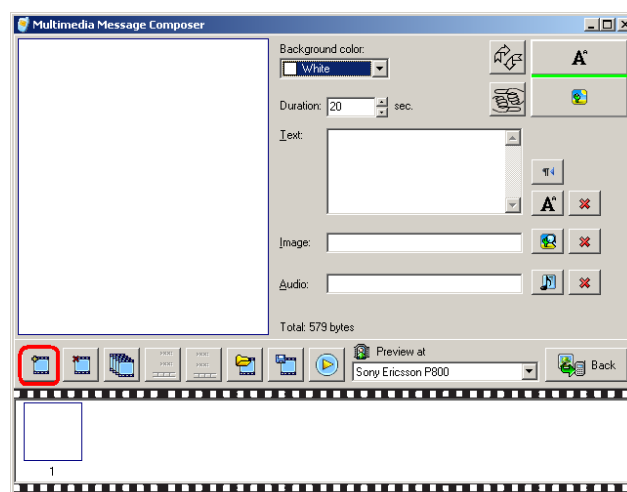 Multimedia Message Composer
Background color:
White
Duration: 20 sec.
Text:
Image:
Audio:
Total: 579 bytes
Preview at
Sony Ericsson P800
Back
1